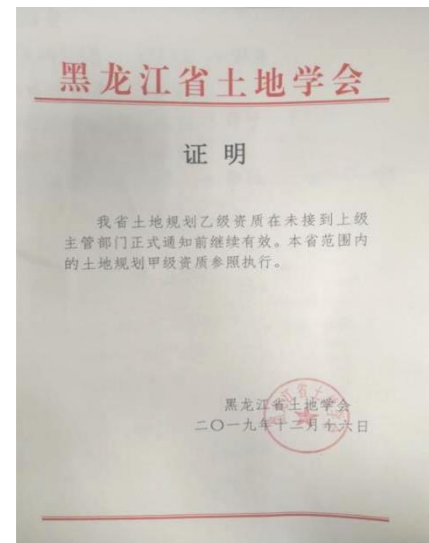 黑龙江省土地学会
证明
我省土地规划乙级资质在未接到上级
主管部门正式通知前继续有效。本省范围内
的土地规划甲级资质参照执行。
黑龙江省土地学会
二〇一九年十二月十六日